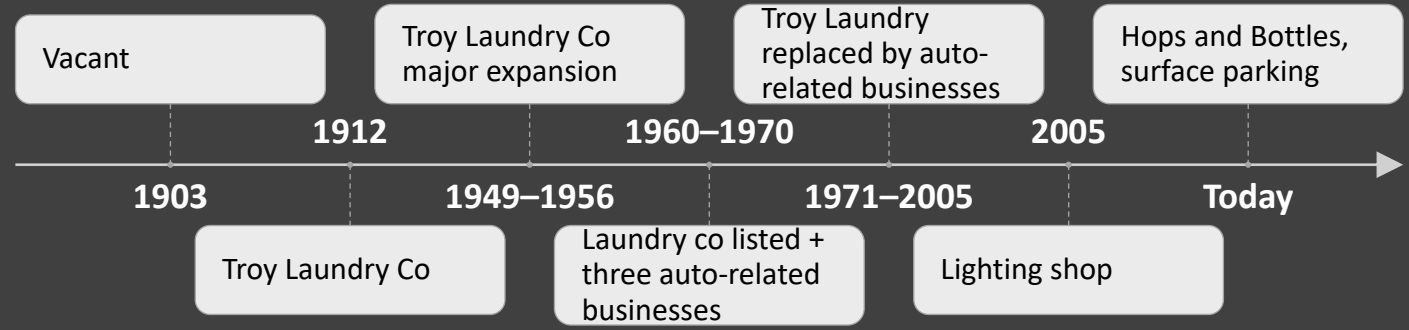 Vacant
1903
1912
Troy Laundry Co
Troy Laundry Co
major expansion
1949–1956
1960–1970
Laundry co listed +
three auto-related
businesses
Troy Laundry
replaced by auto-
related businesses
1971–2005
2005
Lighting shop
Hops and Bottles,
surface parking
Today